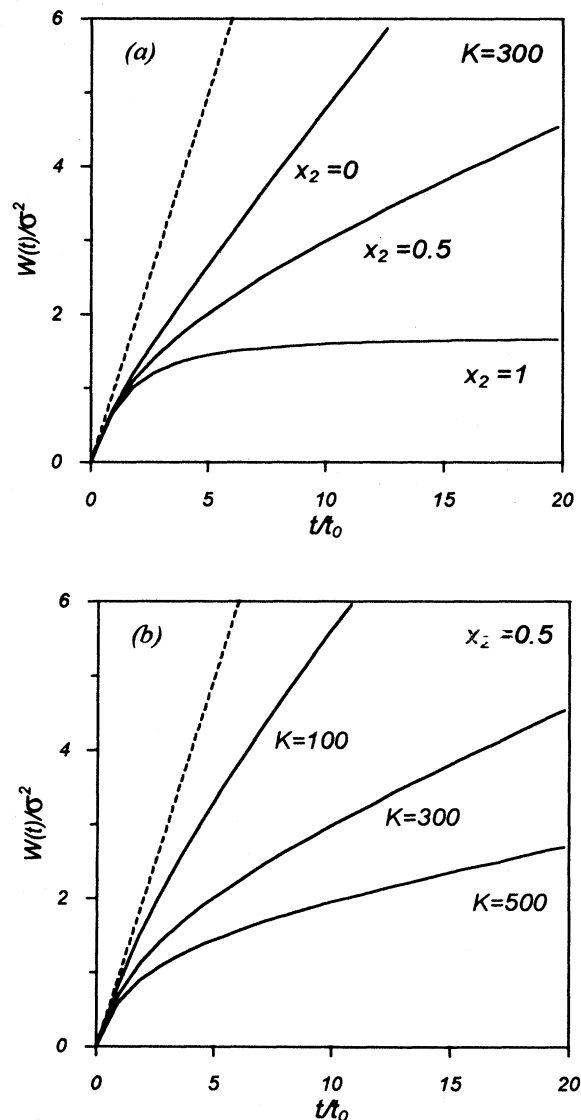 6
(a)
K=300
4
x₂=0
W(t)/σ²
x₂=0.5
2
x₂=1
0
0 5 10 15 20
t/t₀
6
(b)
x₂=0.5
K=100
4
W(t)/σ²
K=300
2
K=500
0
0 5 10 15 20
t/t₀